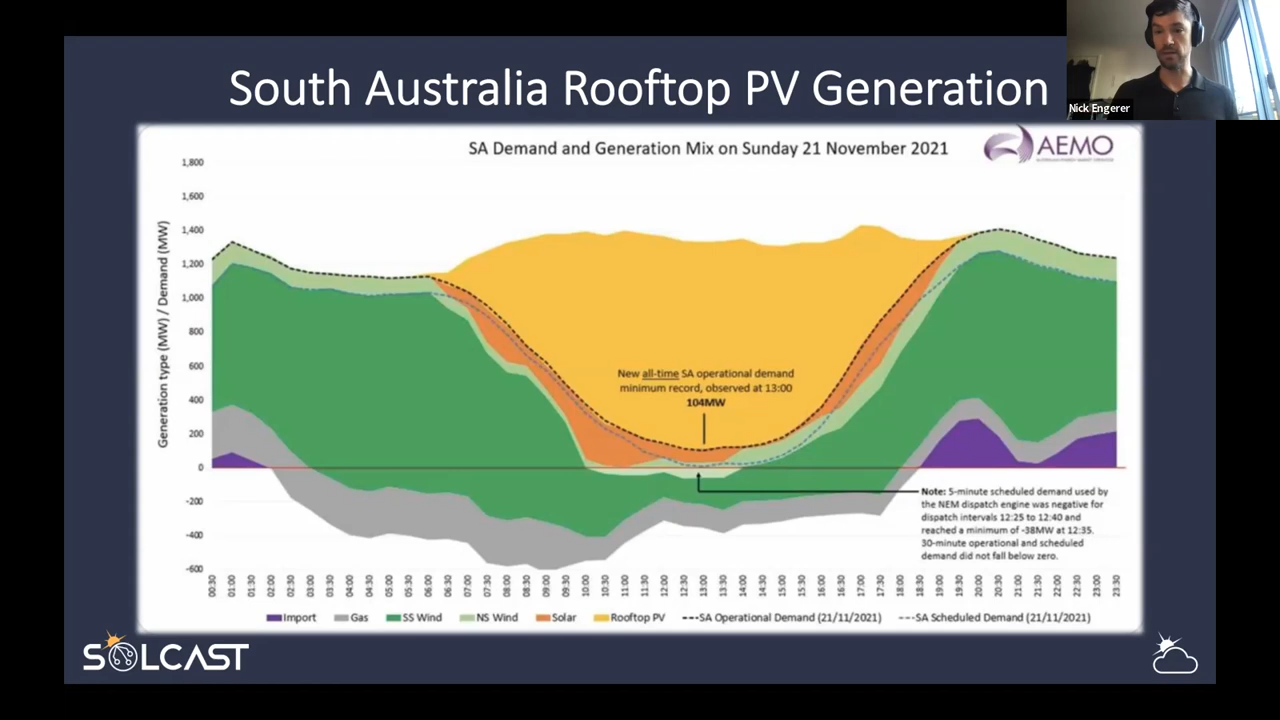 South Australia Rooftop PV Generation
Nick Engerer
SA Demand and Generation Mix on Sunday 21 November 2021
AEMO
Generation type (MW) / Demand (MW)
1,800
1,600
1,400
1,200
1,000
800
600
400
200
0
-200
-400
-600
New all-time SA operational demand
minimum record, observed at 13:00
104MW
Note: 5-minute scheduled demand used by
the NEM dispatch engine was negative for
dispatch intervals 12:25 to 12:40 and
reached a minimum of -38MW at 12:35.
30-minute operational and scheduled
demand did not fall below zero.
00:30 01:00 01:30 02:00 02:30 03:00 03:30 04:00 04:30 05:00 05:30 06:00 06:30 07:00 07:30 08:00 08:30 09:00 09:30 10:00 10:30 11:00 11:30 12:00 12:30 13:00 13:30 14:00 14:30 15:00 15:30 16:00 16:30 17:00 17:30 18:00 18:30 19:00 19:30 20:00 20:30 21:00 21:30 22:00 22:30 23:00 23:30
Import Gas SS Wind NS Wind Solar Rooftop PV SA Operational Demand (21/11/2021) SA Scheduled Demand (21/11/2021)
SOLCAST